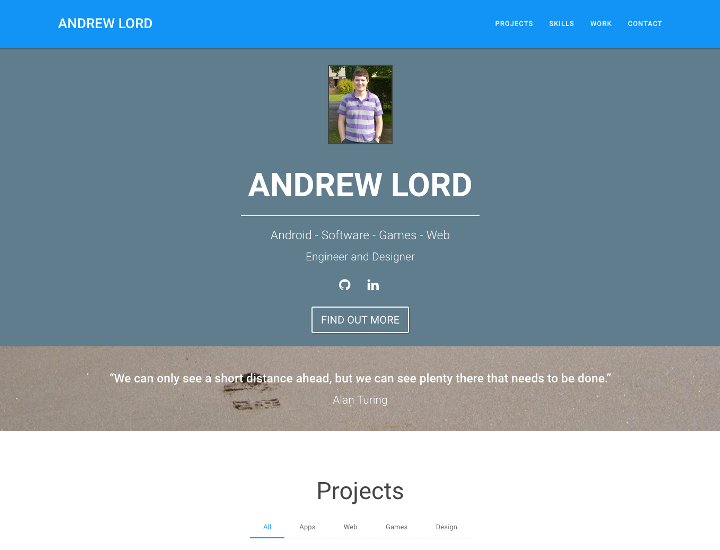 ANDREW LORD
PROJECTS SKILLS WORK CONTACT
ANDREW LORD
Android - Software - Games - Web
Engineer and Designer
FIND OUT MORE
“We can only see a short distance ahead, but we can see plenty there that needs to be done.”
Alan Turing
Projects
All Apps Web Games Design